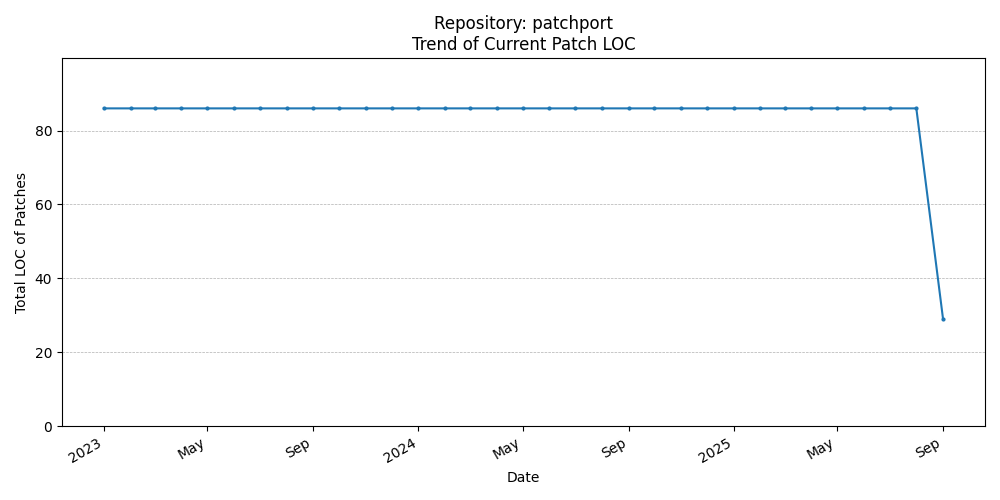 Repository: patchport
Trend of Current Patch LOC
Total LOC of Patches
80
60
40
20
0
2023
May
Sep
2024
May
Sep
2025
May
Sep
Date